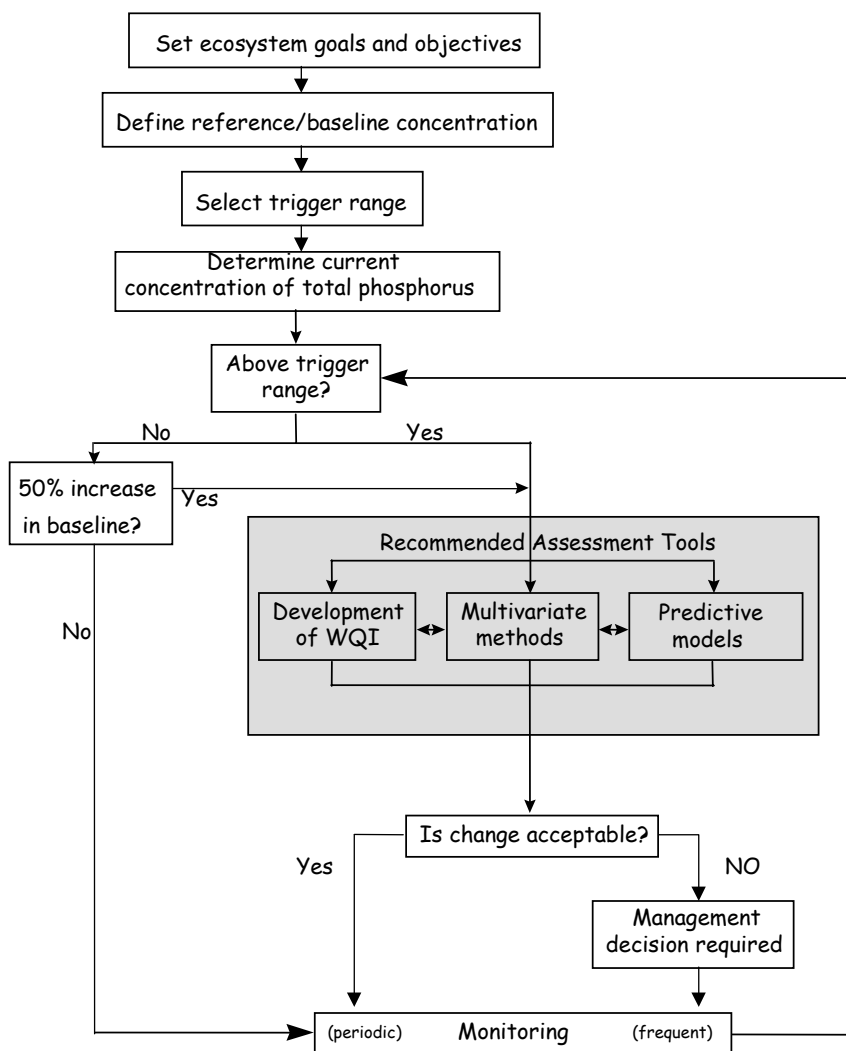 Set ecosystem goals and objectives
Define reference/baseline concentration
Select trigger range
Determine current
concentration of total phosphorus
Above trigger
range?
No
Yes
50% increase
in baseline?
Yes
Recommended Assessment Tools
Development
of WQI
Multivariate
methods
Predictive
models
No
Is change acceptable?
Yes
NO
Management
decision required
(periodic) Monitoring (frequent)